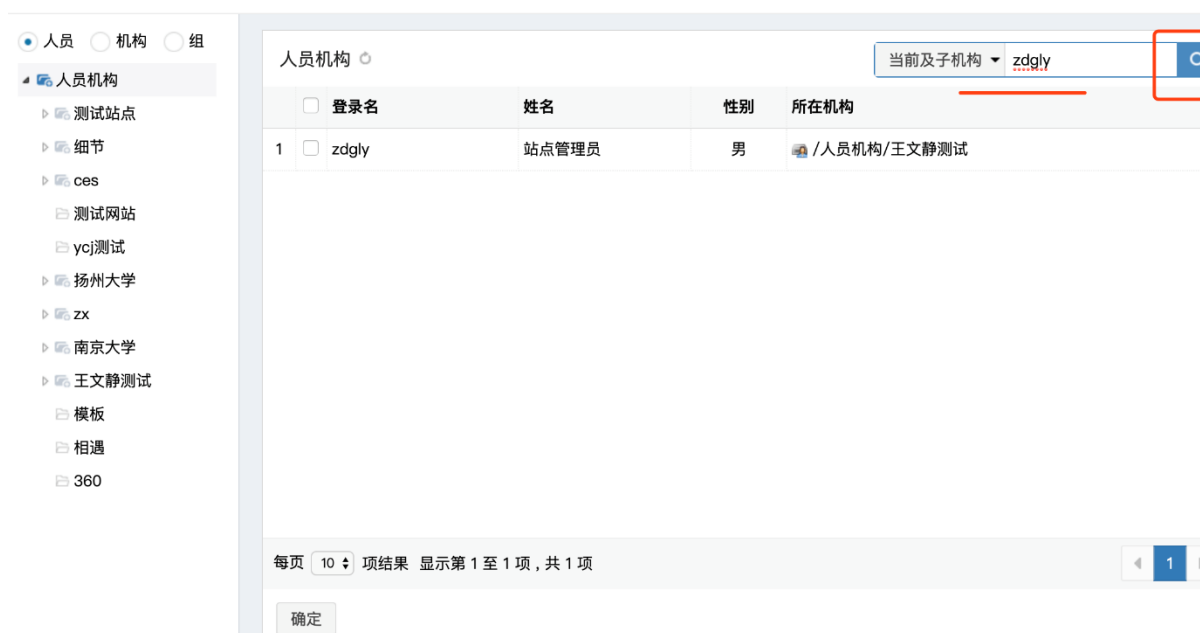 人员 机构 组
人员机构
测试站点
细节
ces
测试网站
ycj测试
扬州大学
zx
南京大学
王文静测试
模板
相遇
360
人员机构 当前及子机构 zdgly
登录名 姓名 性别 所在机构
1 zdgly 站点管理员 男 /人员机构/王文静测试
每页 10 项结果 显示第 1 至 1 项 , 共 1 项 1
确定